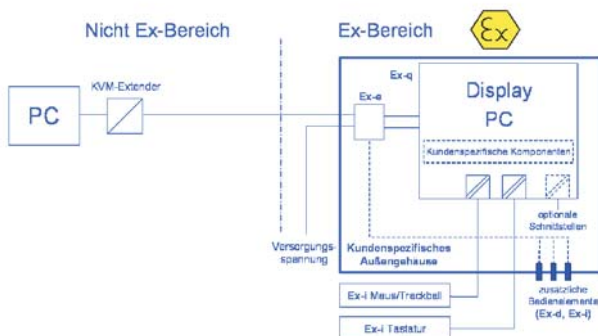 Nicht Ex-Bereich
Ex-Bereich
Ex
KVM-Extender
PC
Ex-e
Ex-q
Display
PC
Kundenspezifische Komponenten
optionale
Schnittstellen
Versorgungs-
spannung
Kundenspezifisches
Außengehäuse
zusätzliche
Bedienelemente
(Ex-d, Ex-i)
Ex-i Maus/Trackball
Ex-i Tastatur